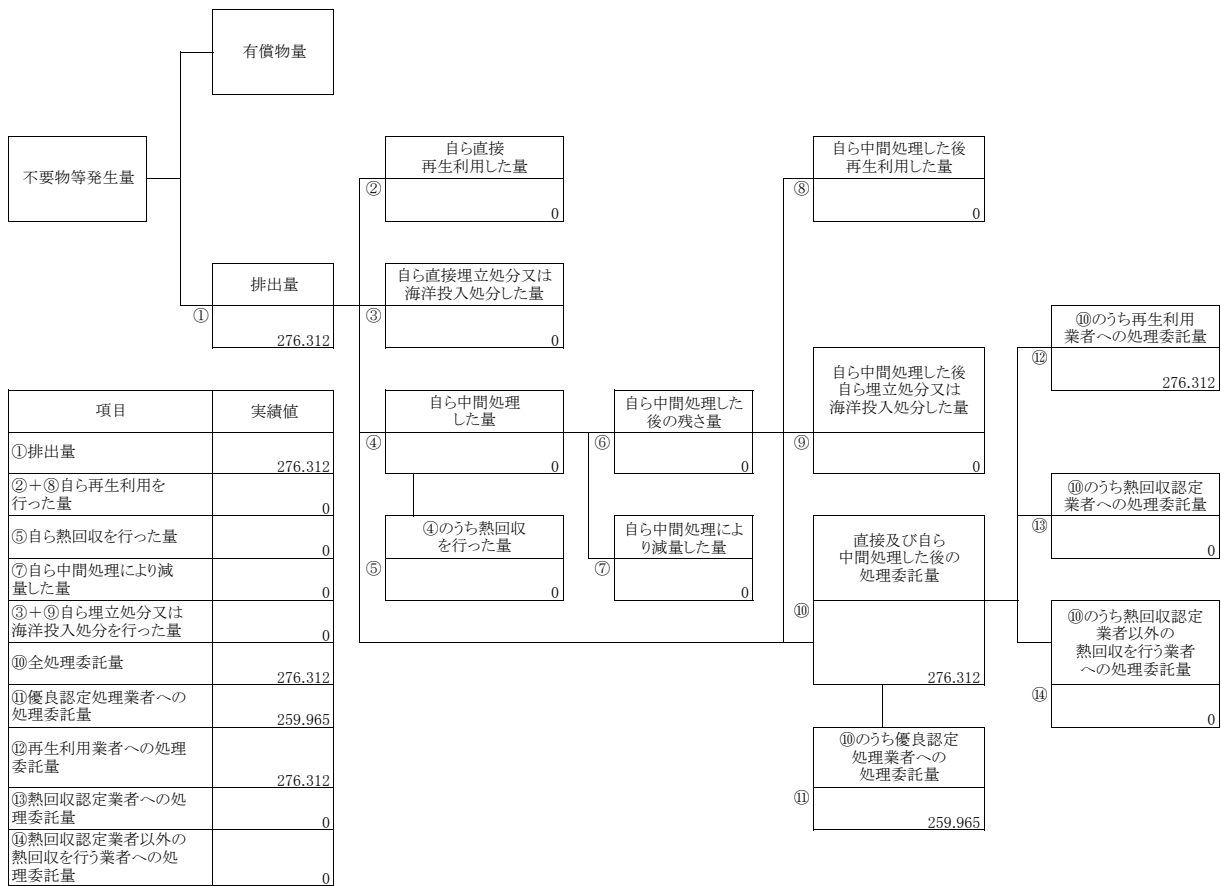 有償物量
不要物等発生量
自ら直接
再生利用した量
②
0
自ら中間処理した後
再生利用した量
⑧
0
排出量
①
276.312
自ら直接埋立処分又は
海洋投入処分した量
③
0
⑩のうち再生利用
業者への処理委託量
⑫
276.312
自ら中間処理
した量
④
0
自ら中間処理した
後の残さ量
⑥
0
自ら中間処理した後
自ら埋立処分又は
海洋投入処分した量
⑨
0
⑩のうち熱回収認定
業者への処理委託量
⑬
0
④のうち熱回収
を行った量
⑤
0
自ら中間処理によ
り減量した量
⑦
0
直接及び自ら
中間処理した後の
処理委託量
⑩
276.312
⑩のうち熱回収認定
業者以外の
熱回収を行う業者
への処理委託量
⑭
0
⑩のうち優良認定
処理業者への
処理委託量
⑪
259.965
項目 実績値
①排出量
276.312
②＋⑧自ら再生利用を
行った量
0
⑤自ら熱回収を行った量
0
⑦自ら中間処理により減
量した量
0
③＋⑨自ら埋立処分又は
海洋投入処分を行った量
0
⑩全処理委託量
276.312
⑪優良認定処理業者への
処理委託量
259.965
⑫再生利用業者への処理
委託量
276.312
⑬熱回収認定業者への処
理委託量
0
⑭熱回収認定業者以外の
熱回収を行う業者への処
理委託量
0